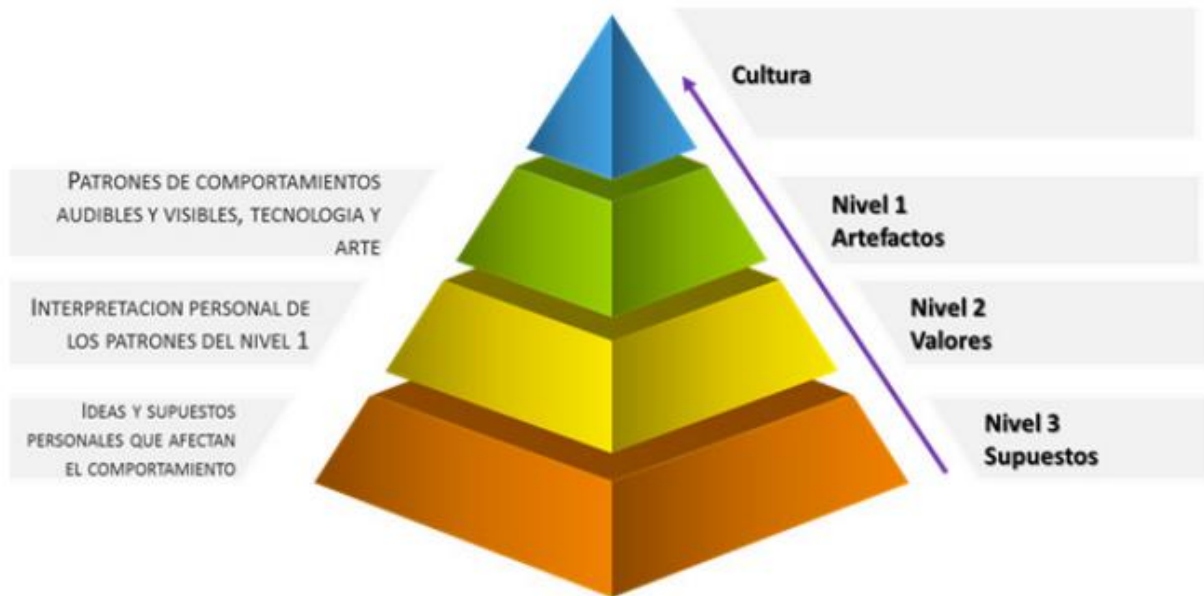 Cultura
PATRONES DE COMPORTAMIENTOS
AUDIBLES Y VISIBLES, TECNOLOGIA Y
ARTE
Nivel 1
Artefactos
INTERPRETACION PERSONAL DE
LOS PATRONES DEL NIVEL 1
Nivel 2
Valores
IDEAS Y SUPUESTOS
PERSONALES QUE AFECTAN
EL COMPORTAMIENTO
Nivel 3
Supuestos